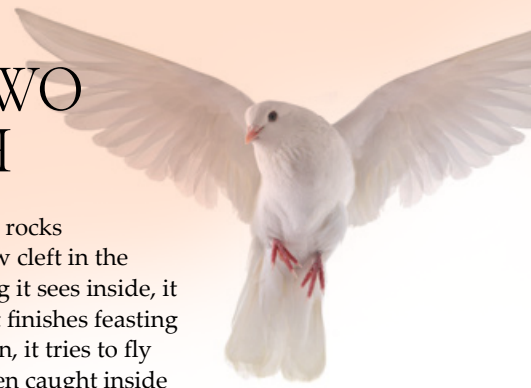 WO
H
rocks
w cleft in the
g it sees inside, it
t finishes feasting
n, it tries to fly
en caught inside